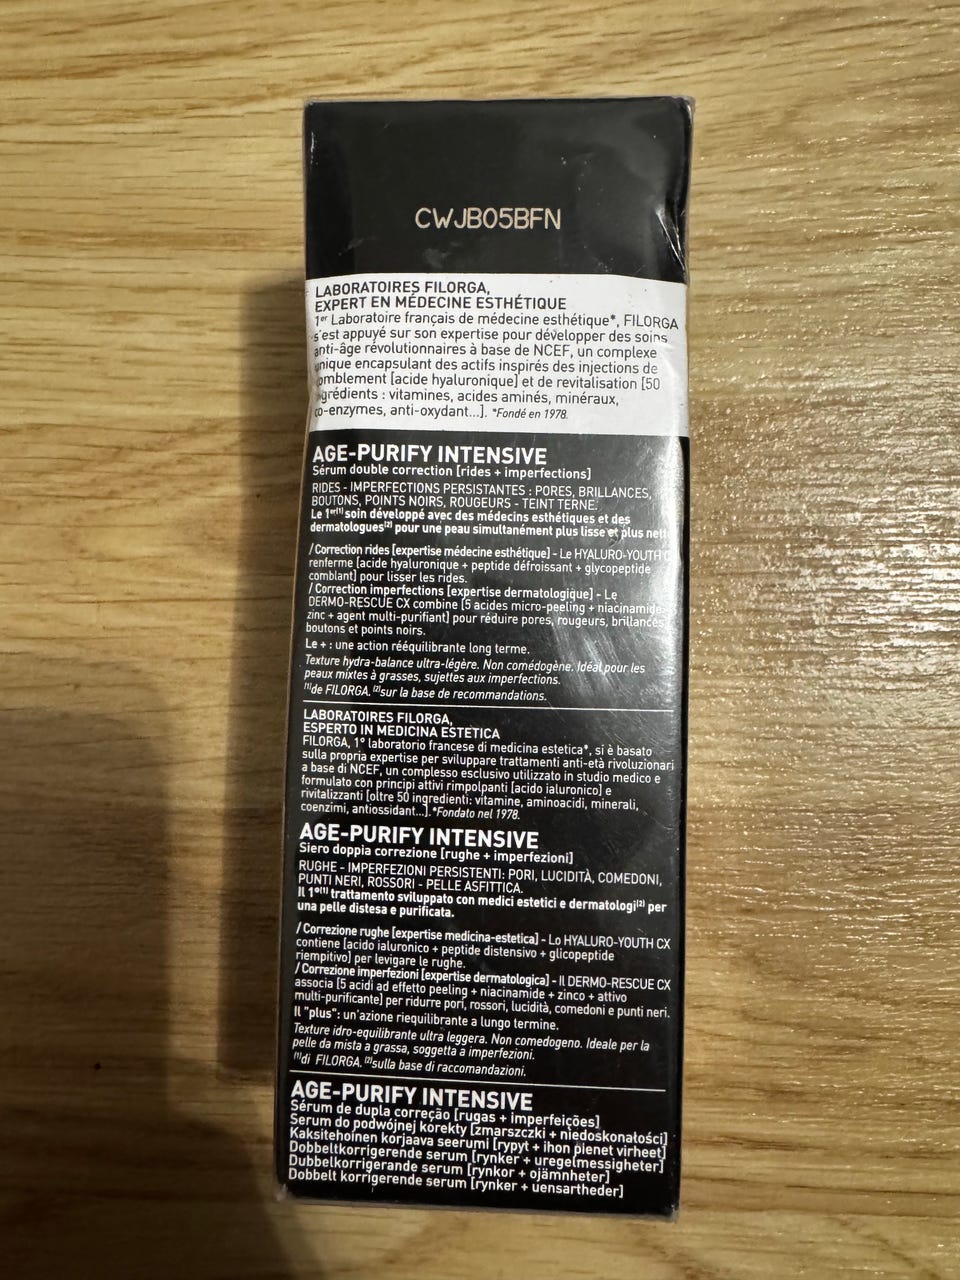 CWJB05BFN
LABORATOIRES FILORGA,
EXPERT EN MÉDECINE ESTHÉTIQUE
1er Laboratoire français de médecine esthétique*, FILORGA
s'est appuyé sur son expertise pour développer des soins
anti-âge révolutionnaires à base de NCEF, un complexe
unique encapsulant des actifs inspirés des injections de
comblement [acide hyaluronique] et de revitalisation [50
ingrédients : vitamines, acides aminés, minéraux,
co-enzymes, anti-oxydant...]. *Fondé en 1978.
AGE-PURIFY INTENSIVE
Sérum double correction [rides + imperfections]
RIDES - IMPERFECTIONS PERSISTANTES : PORES, BRILLANCES,
BOUTONS, POINTS NOIRS, ROUGEURS - TEINT TERNE.
Le 1er(1) soin développé avec des médecins esthétiques et des
dermatologues(2) pour une peau simultanément plus lisse et plus nette
/ Correction rides [expertise médecine esthétique] - Le HYALURO-YOUTH C
renferme [acide hyaluronique + peptide défroissant + glycopeptide
comblant] pour lisser les rides.
/ Correction imperfections [expertise dermatologique] - Le
DERMO-RESCUE CX combine [5 acides micro-peeling + niacinamide
zinc + agent multi-purifiant] pour réduire pores, rougeurs, brillances
boutons et points noirs.
Le + : une action rééquilibrante long terme.
Texture hydra-balance ultra-légère. Non comédogène. Idéal pour les
peaux mixtes à grasses, sujettes aux imperfections.
(1)de FILORGA. (2)sur la base de recommandations.
LABORATOIRES FILORGA,
ESPERTO IN MEDICINA ESTETICA
FILORGA, 1° laboratorio francese di medicina estetica*, si è basato
sulla propria expertise per sviluppare trattamenti anti-età rivoluzionari
a base di NCEF, un complesso esclusivo utilizzato in studio medico e
formulato con principi attivi rimpolpanti [acido ialuronico] e
rivitalizzanti [oltre 50 ingredienti: vitamine, aminoacidi, minerali,
coenzimi, antiossidant...].*Fondato nel 1978.
AGE-PURIFY INTENSIVE
Siero doppia correzione [rughe + imperfezioni]
RUGHE - IMPERFEZIONI PERSISTENTI: PORI, LUCIDITÀ, COMEDONI,
PUNTI NERI, ROSSORI - PELLE ASFITTICA.
Il 1°(1) trattamento sviluppato con medici estetici e dermatologi(2) per
una pelle distesa e purificata.
/ Correzione rughe [expertise medicina-estetica] - Lo HYALURO-YOUTH CX
contiene [acido ialuronico + peptide distensivo + glicopeptide
riempitivo] per levigare le rughe.
/ Correzione imperfezioni [expertise dermatologica] - Il DERMO-RESCUE CX
associa [5 acidi ad effetto peeling + niacinamide + zinco + attivo
multi-purificante] per ridurre pori, rossori, lucidità, comedoni e punti neri.
Il "plus": un'azione riequilibrante a lungo termine.
Texture idro-equilibrante ultra leggera. Non comedogeno. Ideale per la
pelle da mista a grassa, soggetta a imperfezioni.
(1)di FILORGA. (2)sulla base di raccomandazioni.
AGE-PURIFY INTENSIVE
Sérum de dupla correção [rugas + imperfeições]
Serum do podwójnej korekty [zmarszczki + niedoskonałości]
Kaksitehoinen korjaava seerumi [rypyt + ihon pienet virheet]
Dobbeltkorrigerende serum [rynker + uregelmessigheter]
Dubbelkorrigerande serum [rynkor + ojämnheter]
Dobbelt korrigerende serum [rynker + uensartheder]